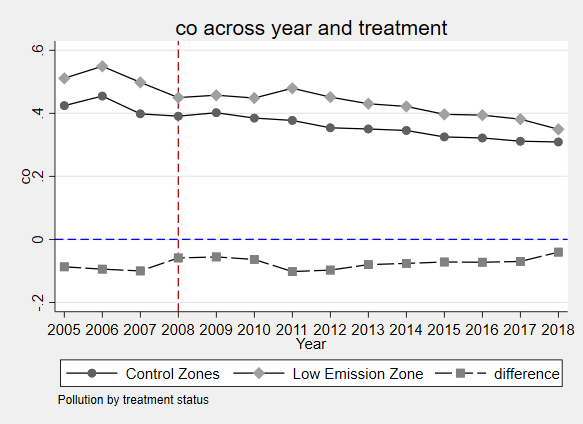 co across year and treatment
.6
.4
.2
0
-.2
co
2005 2006 2007 2008 2009 2010 2011 2012 2013 2014 2015 2016 2017 2018
Year
Control Zones Low Emission Zone difference
Pollution by treatment status